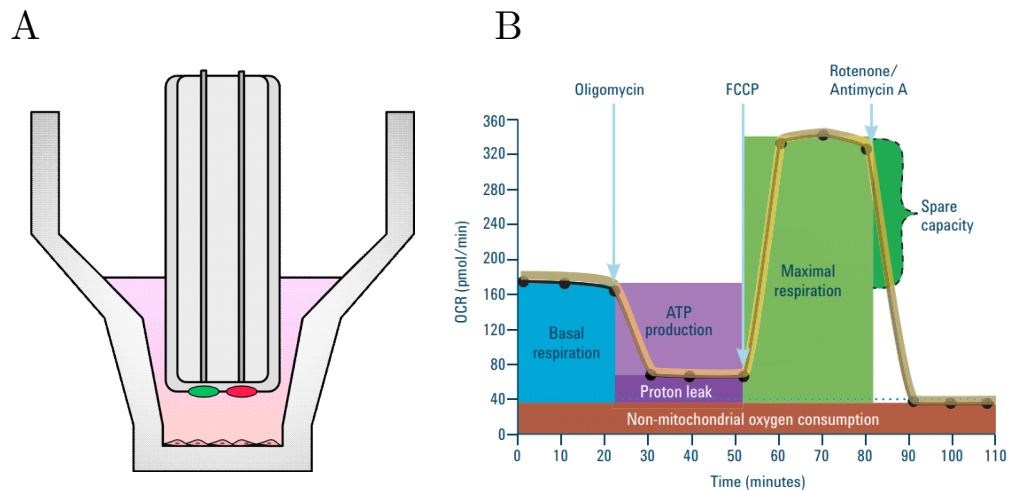 A
B
Oligomycin
FCCP
Rotenone/
Antimycin A
360
320
280
240
200
160
120
80
40
0
OCR (pmol/min)
Basal
respiration
ATP
production
Proton leak
Maximal
respiration
Spare
capacity
Non-mitochondrial oxygen consumption
0
10
20
30
40
50
60
70
80
90
100
110
Time (minutes)